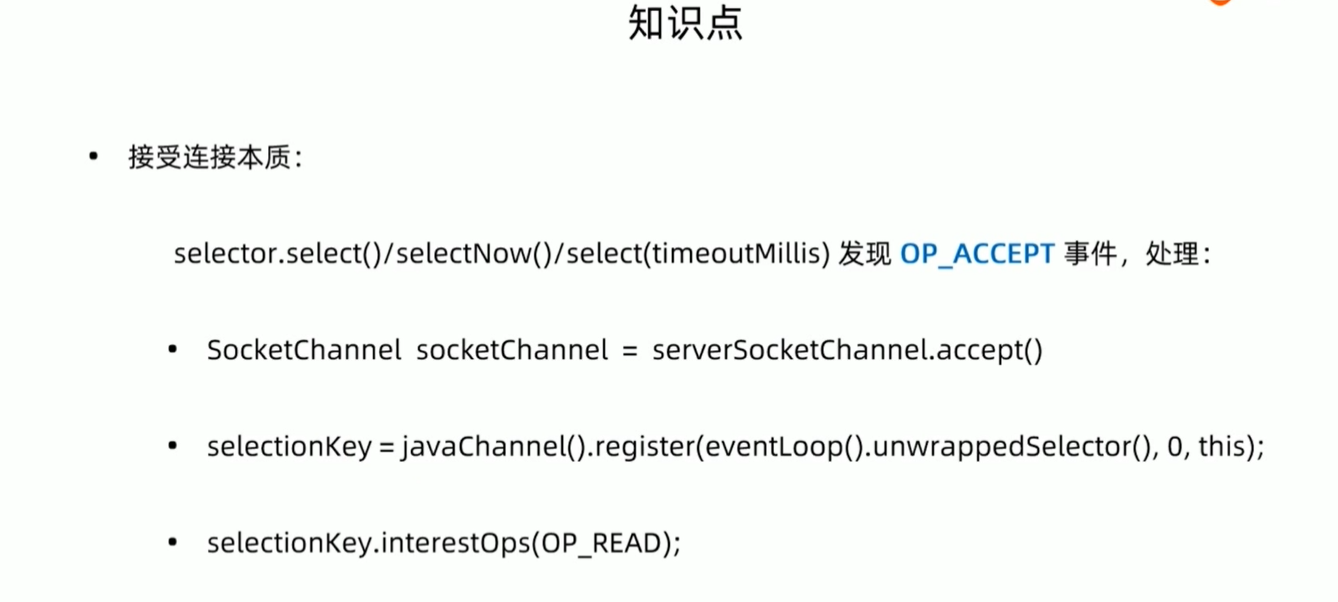 知识点
• 接受连接本质：
selector.select()/selectNow()/select(timeoutMillis) 发现 OP_ACCEPT 事件，处理：
• SocketChannel socketChannel = serverSocketChannel.accept()
• selectionKey = javaChannel().register(eventLoop().unwrappedSelector(), 0, this);
• selectionKey.interestOps(OP_READ);